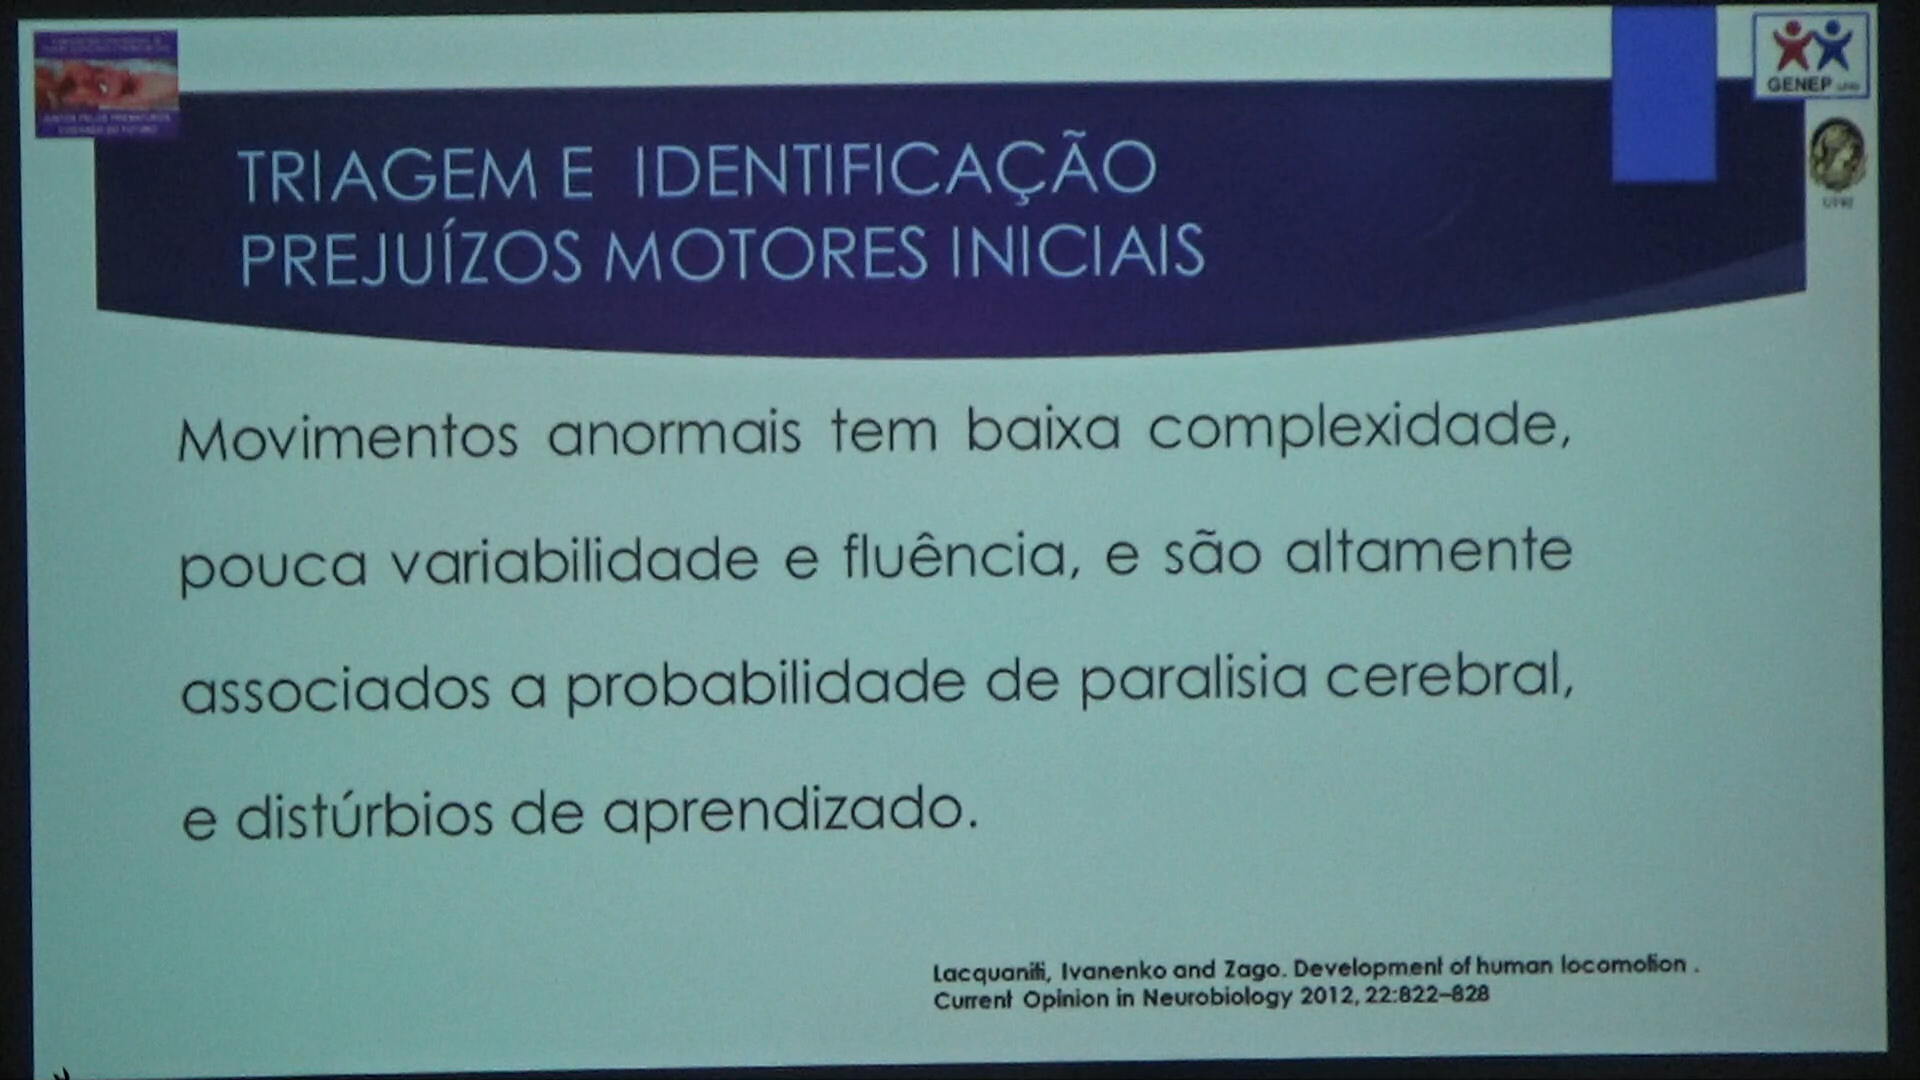 GENEP
UFRJ
TRIAGEM E IDENTIFICAÇÃO
PREJUÍZOS MOTORES INICIAIS
Movimentos anormais tem baixa complexidade,
pouca variabilidade e fluência, e são altamente
associados a probabilidade de paralisia cerebral,
e distúrbios de aprendizado.
Lacquaniti, Ivanenko and Zago. Development of human locomotion .
Current Opinion in Neurobiology 2012, 22:822–828